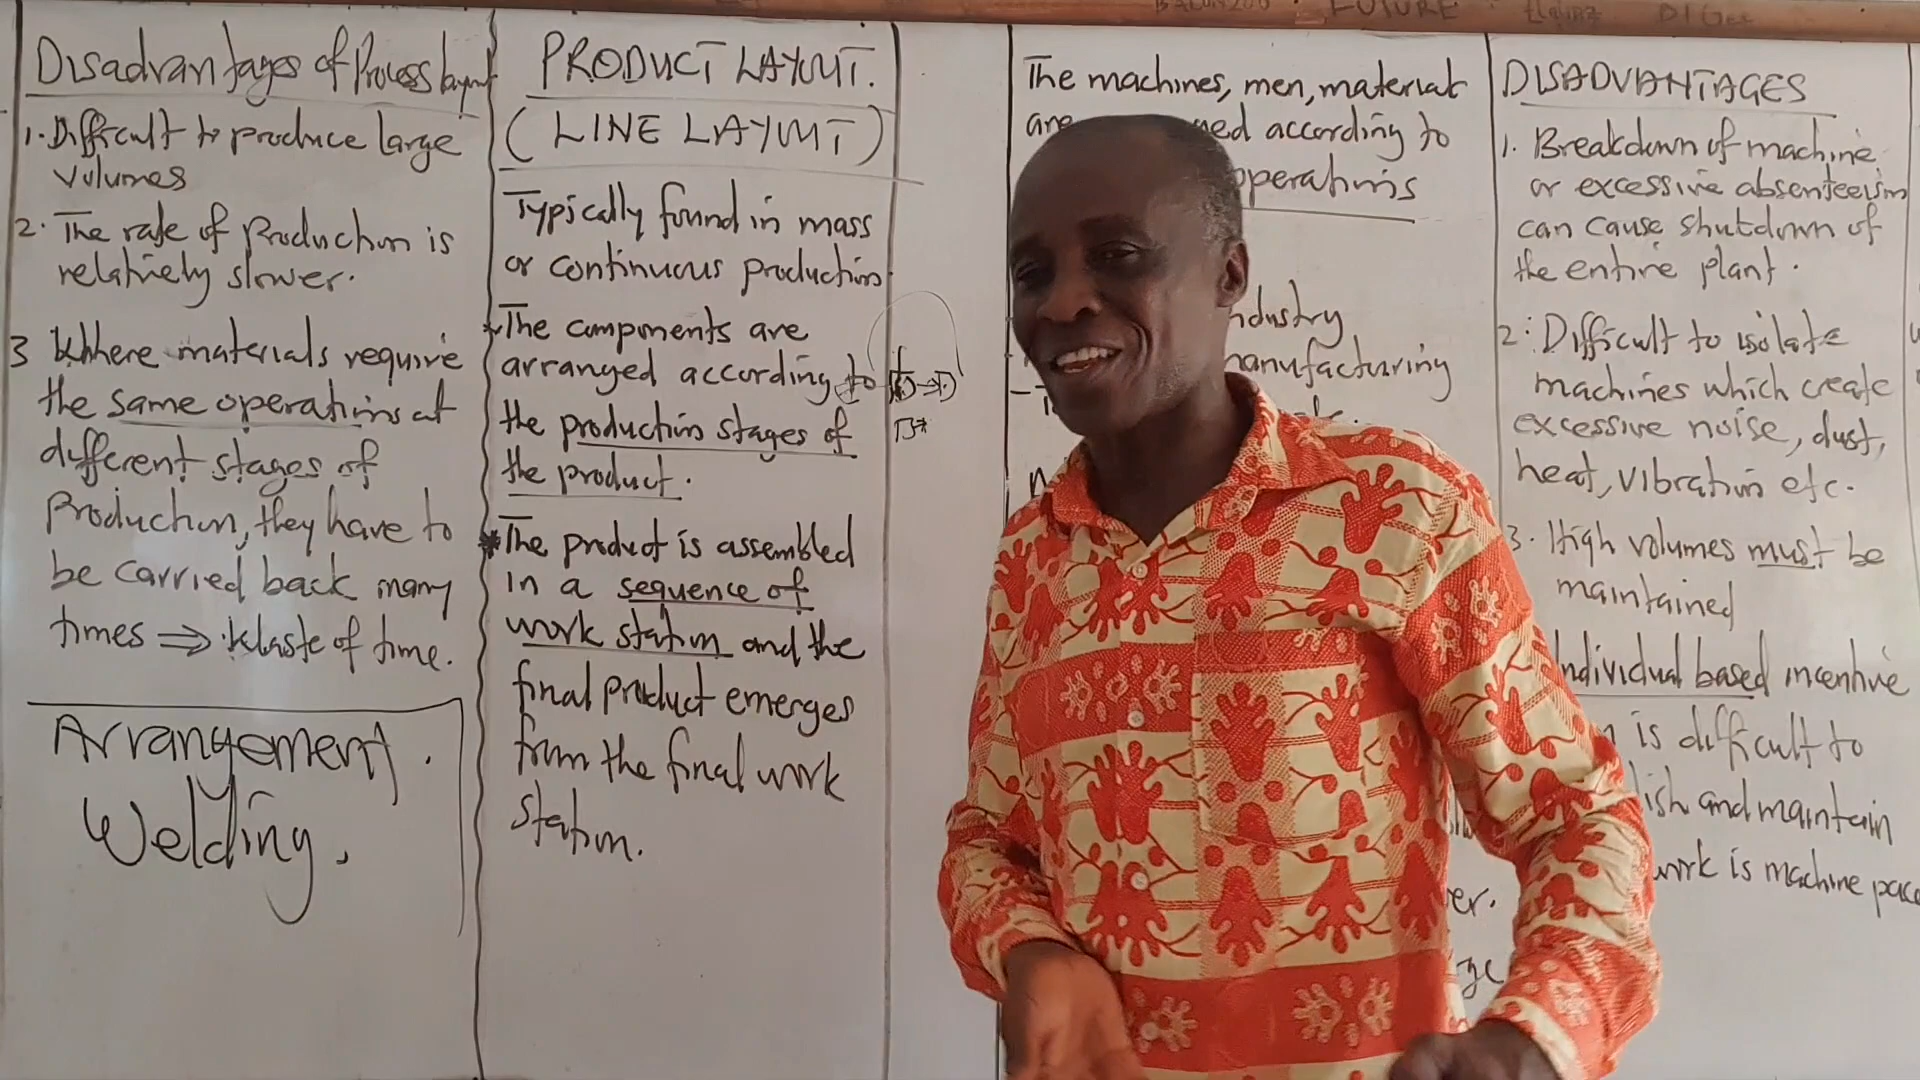 Disadvantages of Process layout
1. Difficult to produce large
volumes
2. The rate of Production is
relatively slower.
3 Where materials require
the same operations at
different stages of
Production, they have to
be carried back many
times ⇒ Waste of time.
Arrangement.
Welding.
PRODUCT LAYOUT.
(LINE LAYOUT)
Typically found in mass
or continuous production
The components are
arranged according to
the production stages of
the product.
* The product is assembled
in a sequence of
work station and the
final product emerges
from the final work
station.
The machines, men, material
are according to
operations
industry
manufacturing
DISADVANTAGES
1. Breakdown of machine
or excessive absenteeism
can cause shutdown of
the entire plant.
2. Difficult to isolate
machines which create
excessive noise, dust,
heat, vibration etc.
3. High volumes must be
maintained
Individual based incentive
is difficult to
and maintain
work is machine pace